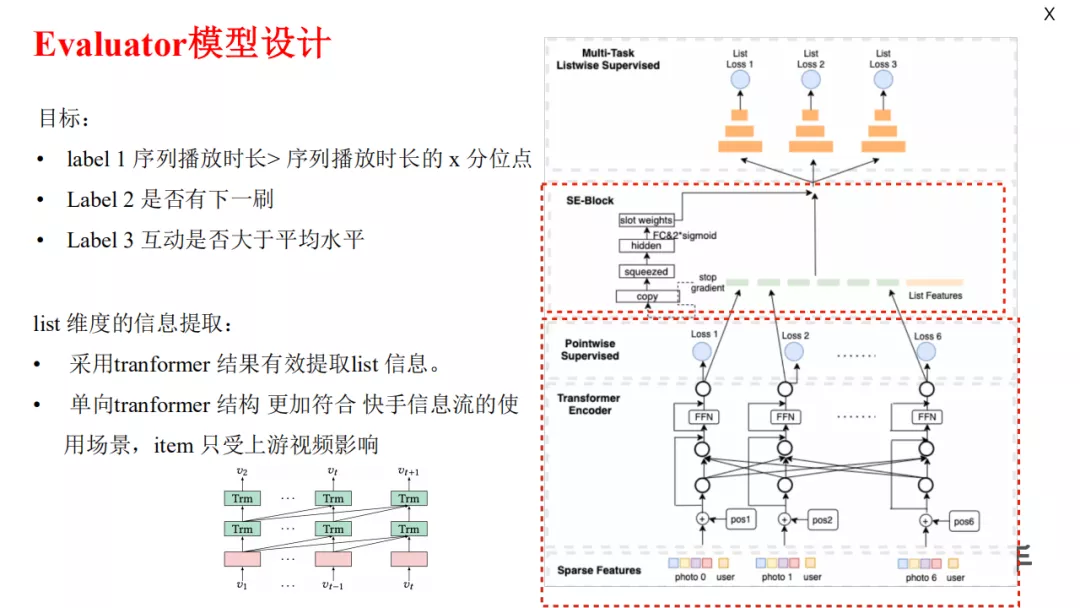 X
Evaluator模型设计
目标：
• label 1 序列播放时长> 序列播放时长的 x 分位点
• Label 2 是否有下一刷
• Label 3 互动是否大于平均水平
list 维度的信息提取：
• 采用tranformer 结果有效提取list 信息。
• 单向tranformer 结构 更加符合 快手信息流的使
用场景，item 只受上游视频影响
v2 vt vt+1
Trm ... Trm Trm
Trm ... Trm Trm
...
v1 ... vt−1 vt
Multi-Task
Listwise Supervised
List
Loss 1
List
Loss 2
List
Loss 3
SE-Block
slot weights
FC&2*sigmoid
hidden
squeezed
copy
stop
gradient
List Features
Pointwise
Supervised
Loss 1
Loss 2
Loss 6
......
Transformer
Encoder
FFN
FFN
......
FFN
+ pos1
+ pos2
+ pos6
Sparse Features
photo 0 user
photo 1 user
photo 6 user